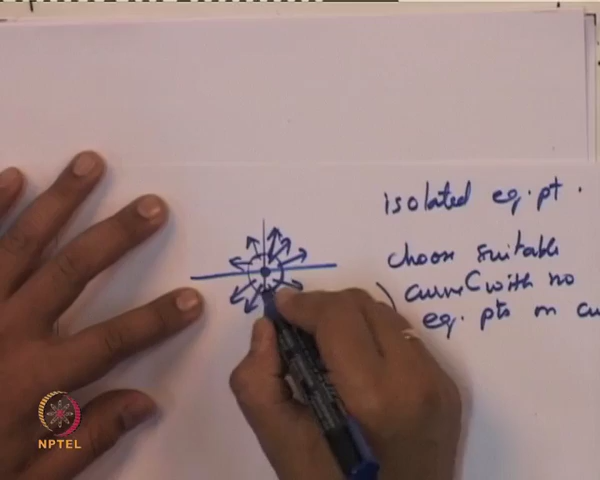 isolated eq. pt.
choose suitable
curve C with no
eq. pts on cu
NPTEL